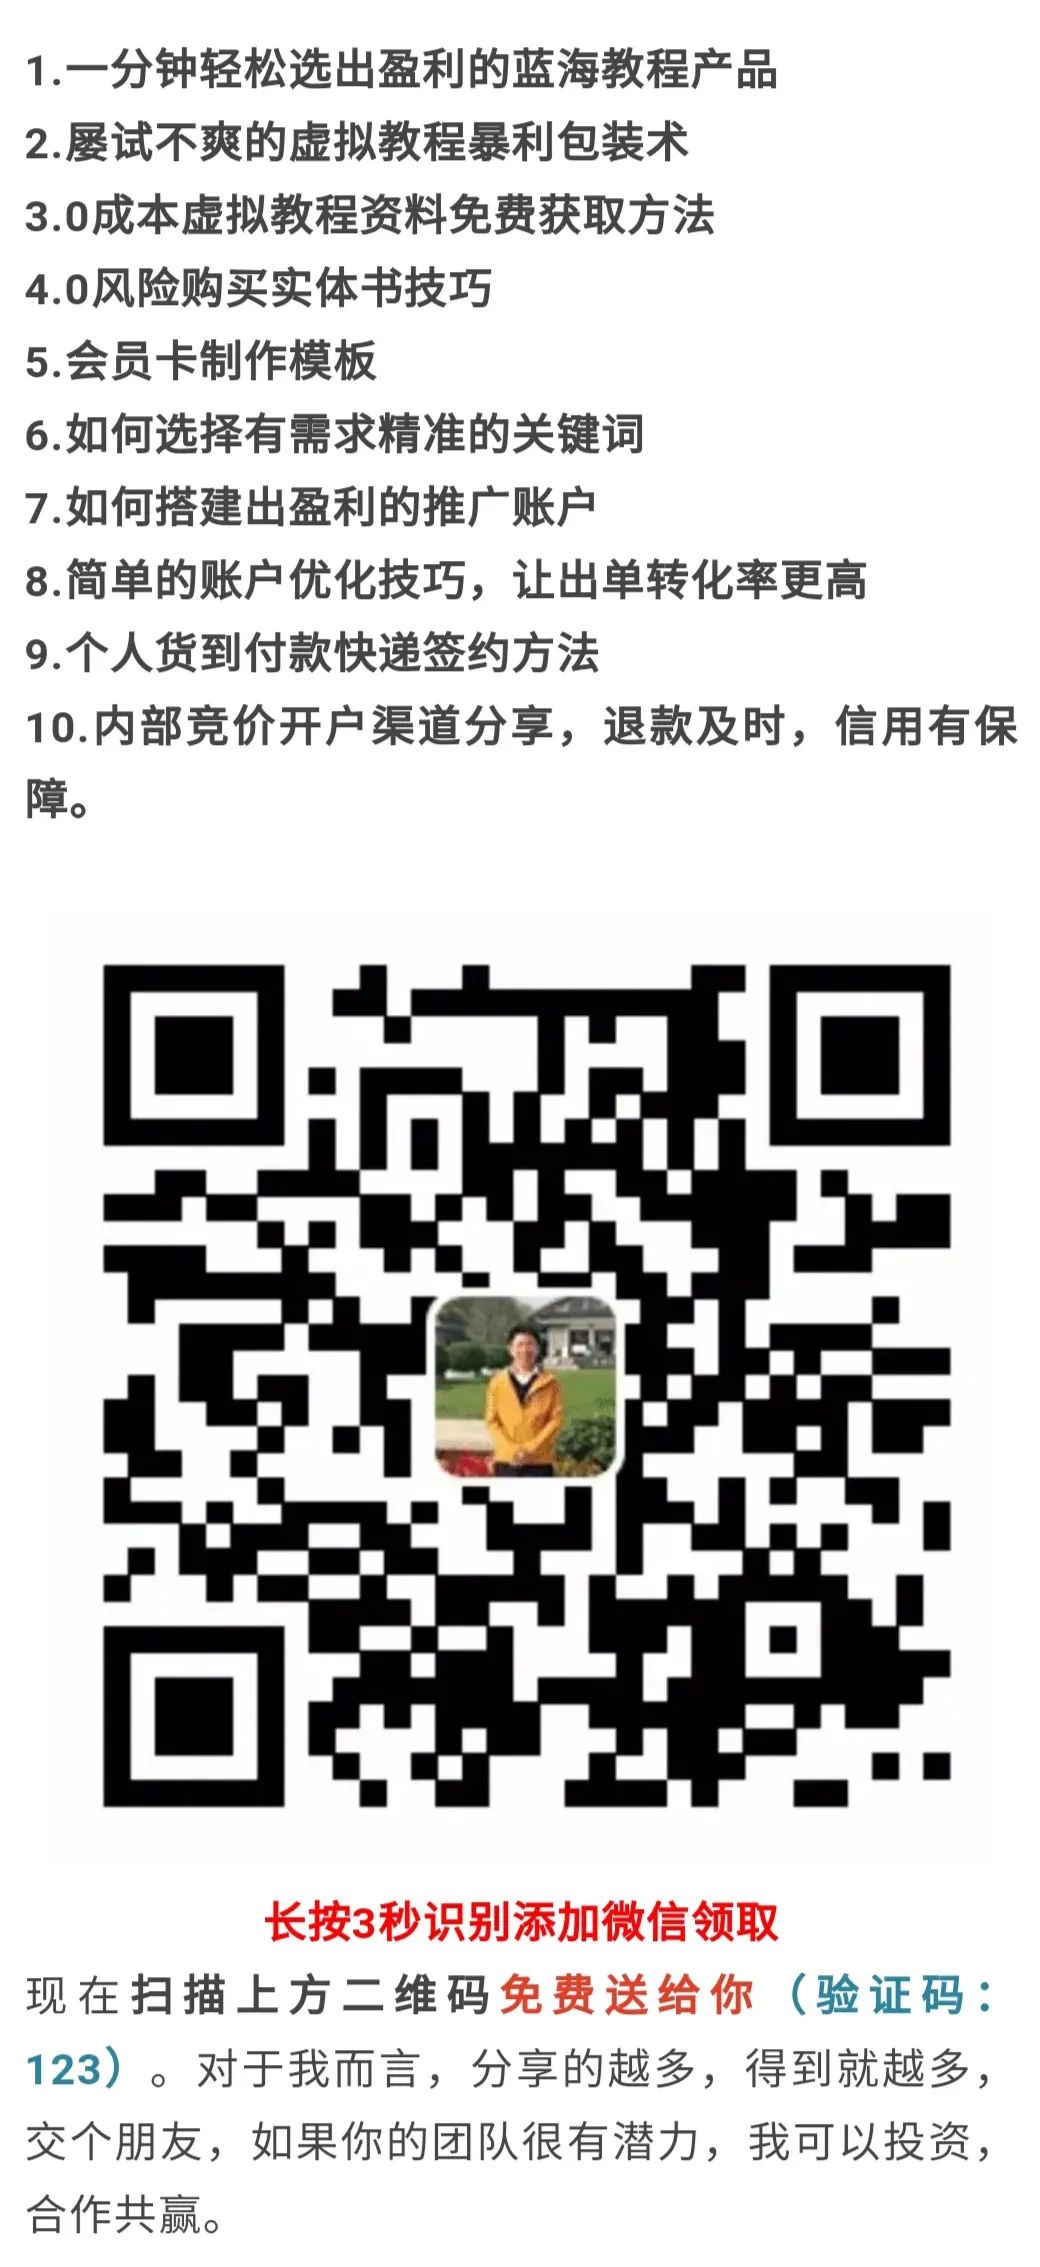 1.一分钟轻松选出盈利的蓝海教程产品
2.屡试不爽的虚拟教程暴利包装术
3.0成本虚拟教程资料免费获取方法
4.0风险购买实体书技巧
5.会员卡制作模板
6.如何选择有需求精准的关键词
7.如何搭建出盈利的推广账户
8.简单的账户优化技巧，让出单转化率更高
9.个人货到付款快递签约方法
10.内部竞价开户渠道分享，退款及时，信用有保
障。
长按3秒识别添加微信领取
现在扫描上方二维码免费送给你（验证码：
123）。对于我而言，分享的越多，得到就越多，
交个朋友，如果你的团队很有潜力，我可以投资，
合作共赢。